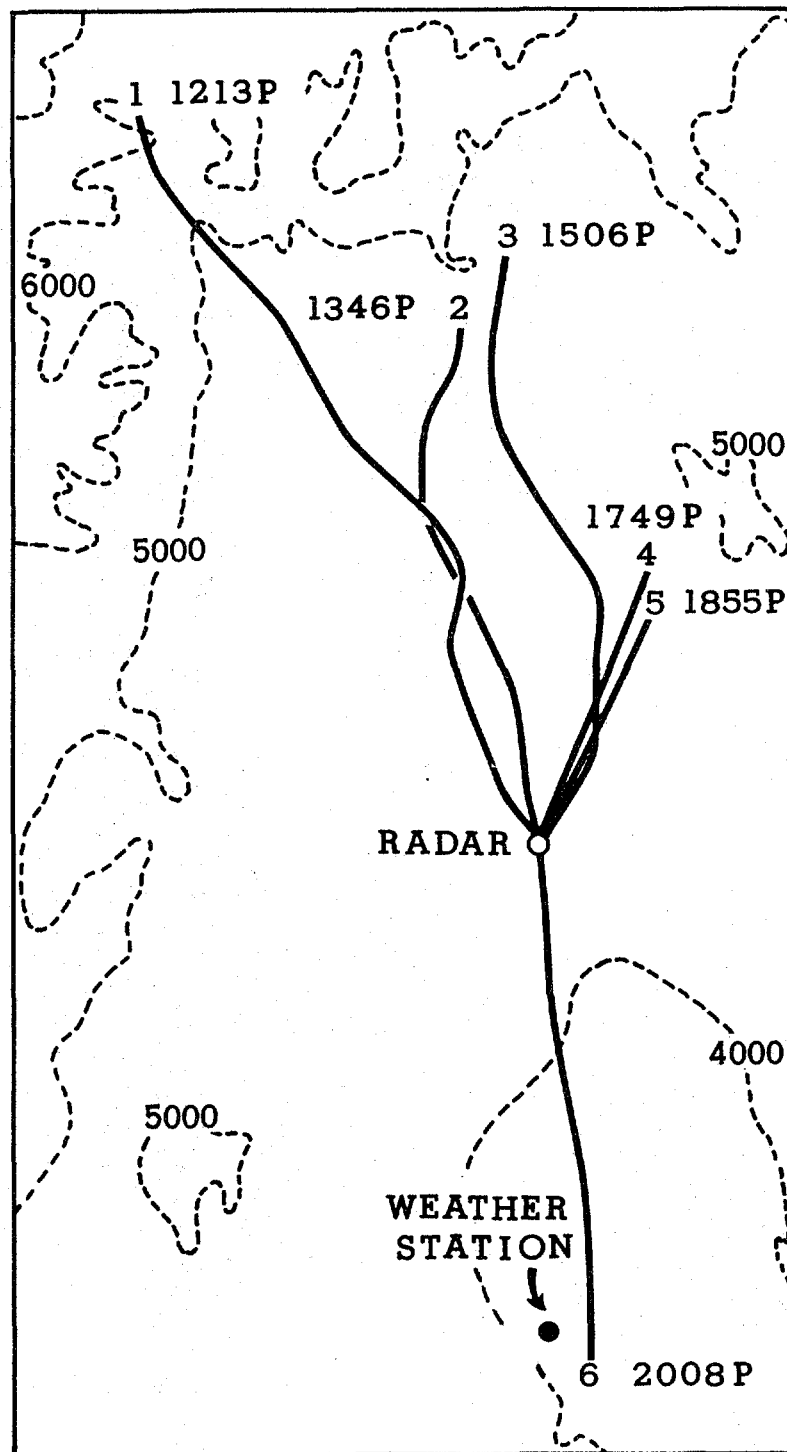 1 1213P
3 1506P
6000
1346P 2
5000
1749P
4
5000
5 1855P
RADAR
4000
5000
WEATHER
STATION
6 2008P